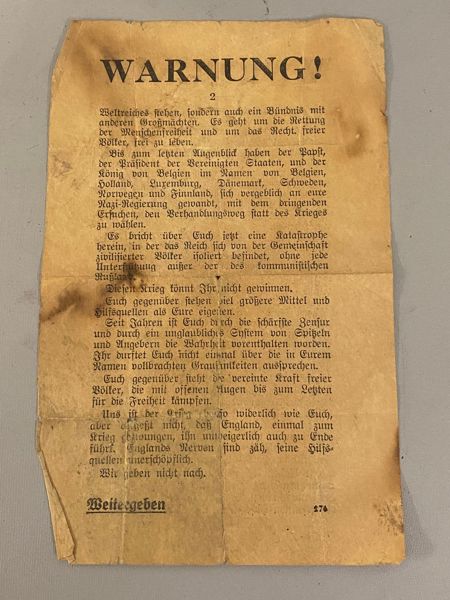 WARNUNG!
2
Weltreiches stehen, sondern auch ein Bündnis mit
anderen Großmächten. Es geht um die Rettung
der Menschenfreiheit und um das Recht freier
Völker, frei zu leben.
Bis zum letzten Augenblick haben der Papst,
der Präsident der Vereinigten Staaten, und der
König von Belgien im Namen von Belgien,
Holland, Luxemburg, Dänemark, Schweden,
Norwegen und Finnland, sich vergeblich an eure
Nazi-Regierung gewandt, mit dem dringenden
Ersuchen, den Verhandlungsweg statt des Krieges
zu wählen.
Es bricht über Euch jetzt eine Katastrophe
herein, in der das Reich sich von der Gemeinschaft
zivilisierter Völker isoliert befindet, ohne jede
Unterstützung außer der des kommunistischen
Rußland.
Diesen Krieg könnt Ihr nicht gewinnen.
Euch gegenüber stehen viel größere Mittel und
Hilfsquellen als Eure eigenen.
Seit Jahren ist Euch durch die schärfste Zensur
und durch ein unglaubliches System von Spitzeln
und Angebern die Wahrheit vorenthalten worden.
Ihr durftet Euch nicht einmal über die in Eurem
Namen vollbrachten Grausamkeiten aussprechen.
Euch gegenüber steht die vereinte Kraft freier
Völker, die mit offenen Augen bis zum Letzten
für die Freiheit kämpfen.
Uns ist der Krieg ebenso widerlich wie Euch,
aber vergeßt nicht, daß England, einmal zum
Krieg gezwungen, ihn unweigerlich auch zu Ende
führt. Englands Nerven sind zäh, seine Hilfs-
quellen unerschöpflich.
Wir geben nicht nach.
Weitergeben
274